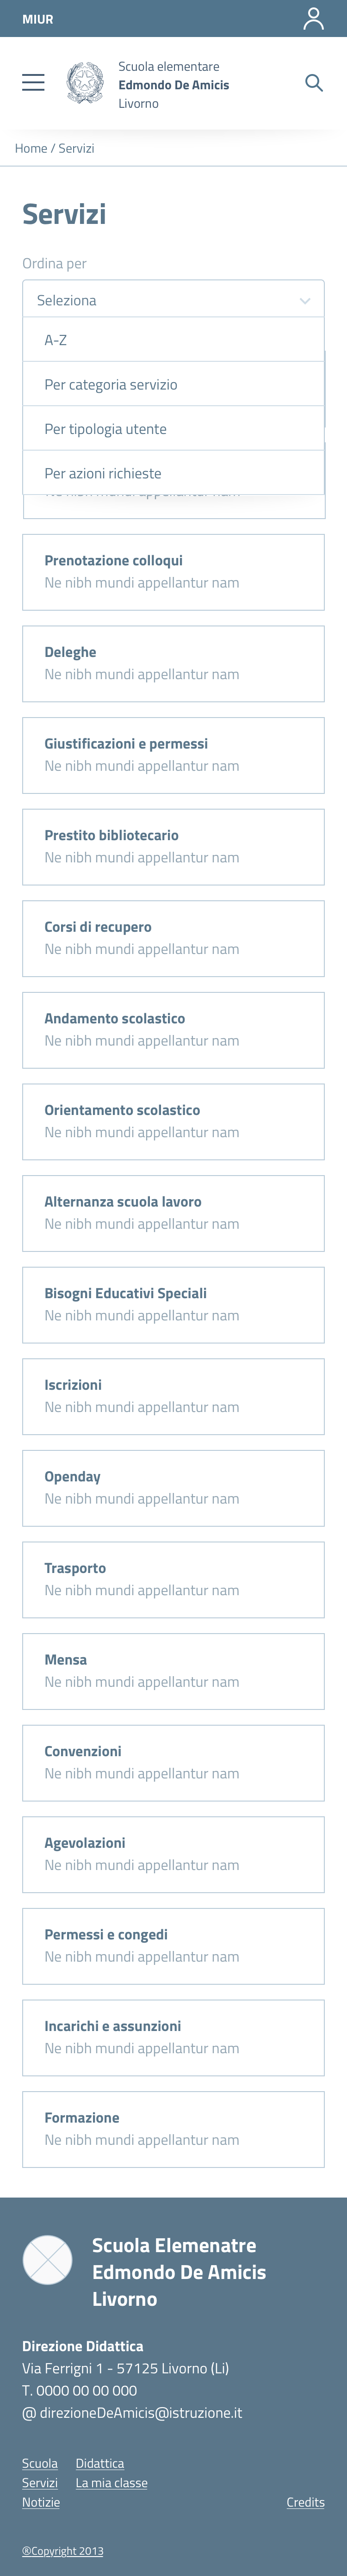 MIUR
Scuola elementare
Edmondo De Amicis
Livorno
Home / Servizi
Servizi
Ordina per
Seleziona
A-Z
Per categoria servizio
Per tipologia utente
Per azioni richieste
Ne nibh mundi appellantur nam
Prenotazione colloqui
Ne nibh mundi appellantur nam
Deleghe
Ne nibh mundi appellantur nam
Giustificazioni e permessi
Ne nibh mundi appellantur nam
Prestito bibliotecario
Ne nibh mundi appellantur nam
Corsi di recupero
Ne nibh mundi appellantur nam
Andamento scolastico
Ne nibh mundi appellantur nam
Orientamento scolastico
Ne nibh mundi appellantur nam
Alternanza scuola lavoro
Ne nibh mundi appellantur nam
Bisogni Educativi Speciali
Ne nibh mundi appellantur nam
Iscrizioni
Ne nibh mundi appellantur nam
Openday
Ne nibh mundi appellantur nam
Trasporto
Ne nibh mundi appellantur nam
Mensa
Ne nibh mundi appellantur nam
Convenzioni
Ne nibh mundi appellantur nam
Agevolazioni
Ne nibh mundi appellantur nam
Permessi e congedi
Ne nibh mundi appellantur nam
Incarichi e assunzioni
Ne nibh mundi appellantur nam
Formazione
Ne nibh mundi appellantur nam
Scuola Elemenatre
Edmondo De Amicis
Livorno
Direzione Didattica
Via Ferrigni 1 - 57125 Livorno (Li)
T. 0000 00 00 000
@ direzioneDeAmicis@istruzione.it
Scuola Didattica
Servizi La mia classe
Notizie Credits
®Copyright 2013